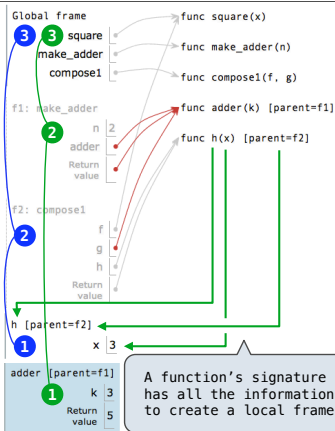 Global frame
func square(x)
3
3
square
make_adder
func make_adder(n)
compose1
func compose1(f, g)
f1: make_adder
func adder(k) [parent=f1]
2
n 2
adder
func h(x) [parent=f2]
Return
value
f2: compose1
f
2
g
h
Return
value
h [parent=f2]
1
x 3
adder [parent=f1]
1
k 3
Return
value
5
A function's signature
has all the information
to create a local frame